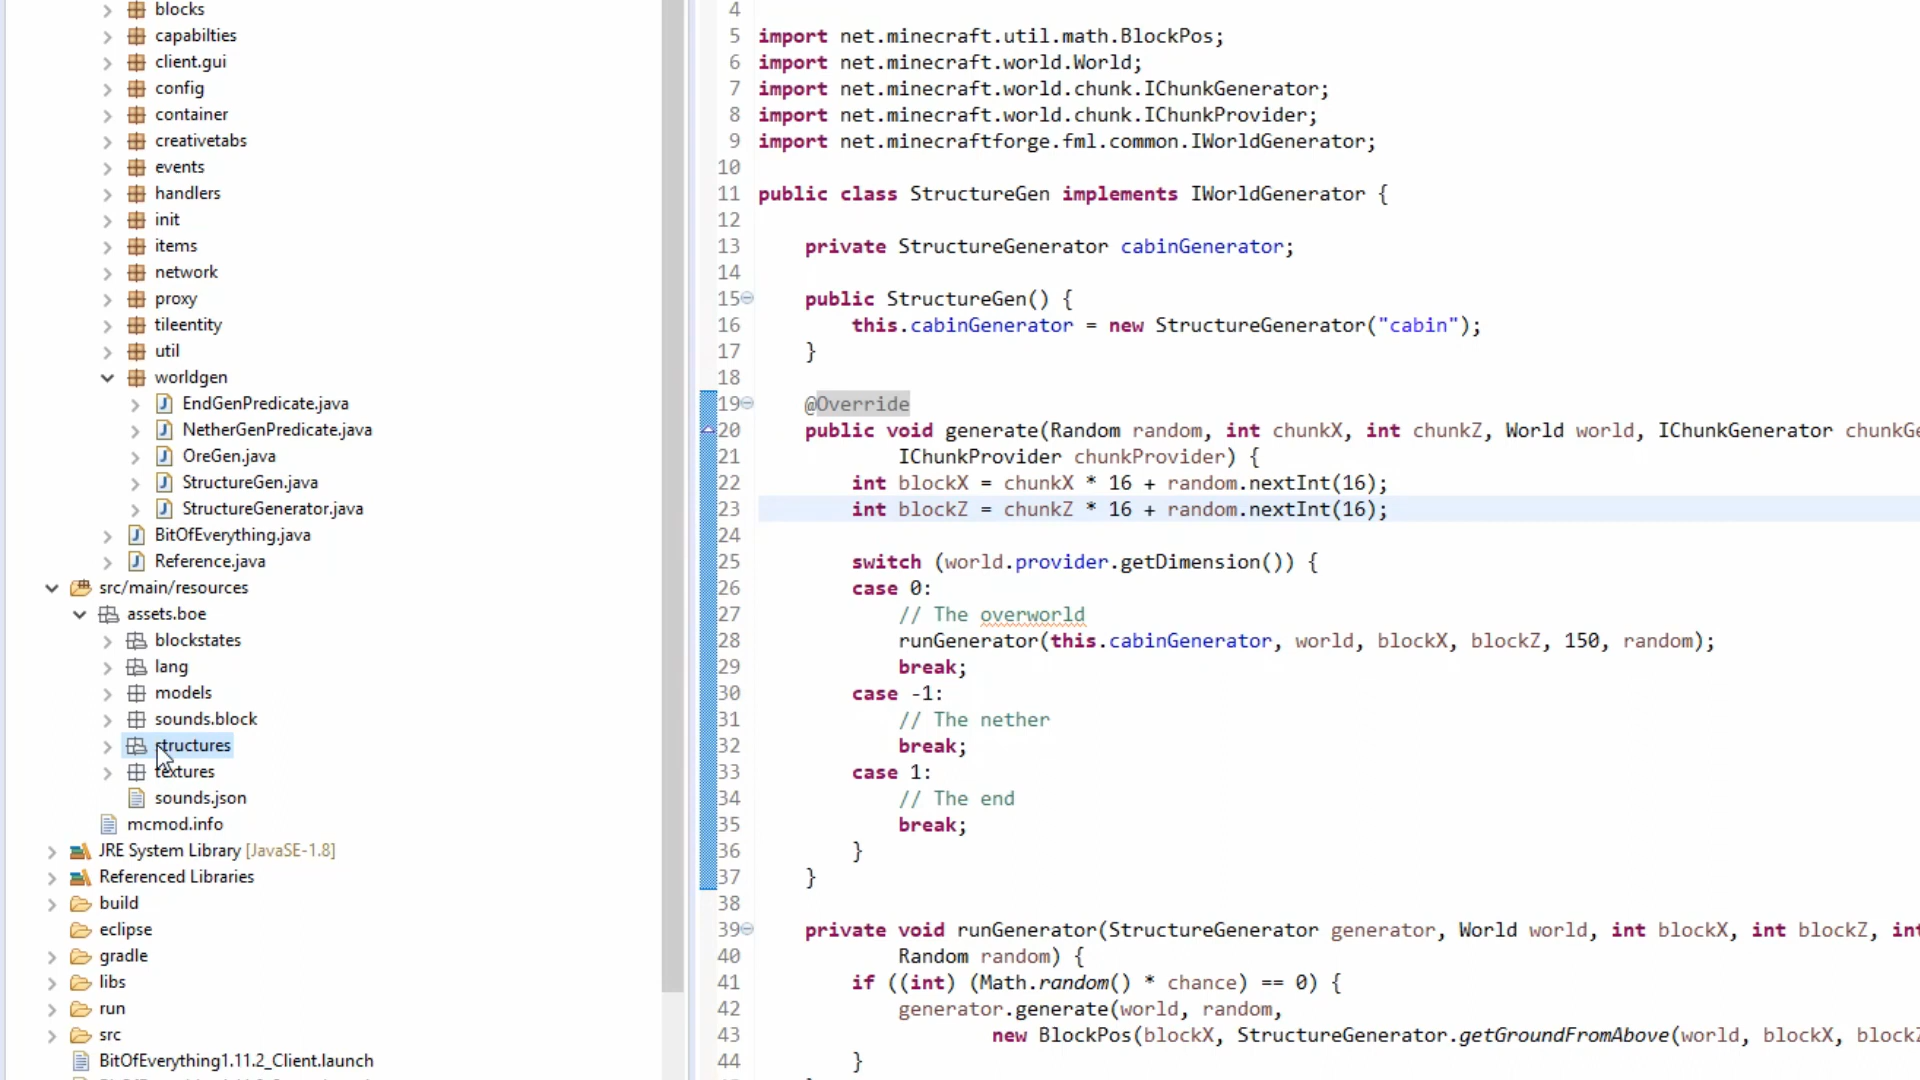 blocks
capabilties
client.gui
config
container
creativetabs
events
handlers
init
items
network
proxy
tileentity
util
worldgen
EndGenPredicate.java
NetherGenPredicate.java
OreGen.java
StructureGen.java
StructureGenerator.java
BitOfEverything.java
Reference.java
src/main/resources
assets.boe
blockstates
lang
models
sounds.block
structures
textures
sounds.json
mcmod.info
JRE System Library [JavaSE-1.8]
Referenced Libraries
build
eclipse
gradle
libs
run
src
BitOfEverything1.11.2_Client.launch
4
5 import net.minecraft.util.math.BlockPos;
6 import net.minecraft.world.World;
7 import net.minecraft.world.chunk.IChunkGenerator;
8 import net.minecraft.world.chunk.IChunkProvider;
9 import net.minecraftforge.fml.common.IWorldGenerator;
10
11 public class StructureGen implements IWorldGenerator {
12
13 private StructureGenerator cabinGenerator;
14
15 public StructureGen() {
16 this.cabinGenerator = new StructureGenerator("cabin");
17 }
18
19 @Override
20 public void generate(Random random, int chunkX, int chunkZ, World world, IChunkGenerator chunkGe
21 IChunkProvider chunkProvider) {
22 int blockX = chunkX * 16 + random.nextInt(16);
23 int blockZ = chunkZ * 16 + random.nextInt(16);
24
25 switch (world.provider.getDimension()) {
26 case 0:
27 // The overworld
28 runGenerator(this.cabinGenerator, world, blockX, blockZ, 150, random);
29 break;
30 case -1:
31 // The nether
32 break;
33 case 1:
34 // The end
35 break;
36 }
37 }
38
39 private void runGenerator(StructureGenerator generator, World world, int blockX, int blockZ, int
40 Random random) {
41 if ((int) (Math.random() * chance) == 0) {
42 generator.generate(world, random,
43 new BlockPos(blockX, StructureGenerator.getGroundFromAbove(world, blockX, blockZ
44 }